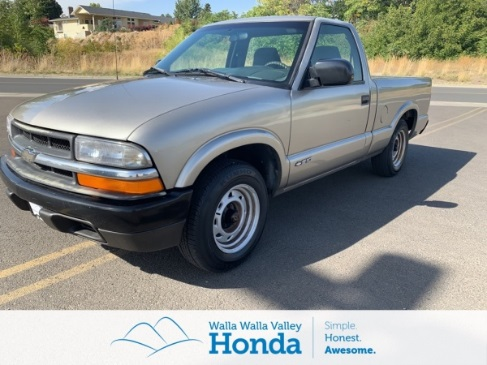 Walla Walla Valley
Honda
Simple.
Honest.
Awesome.